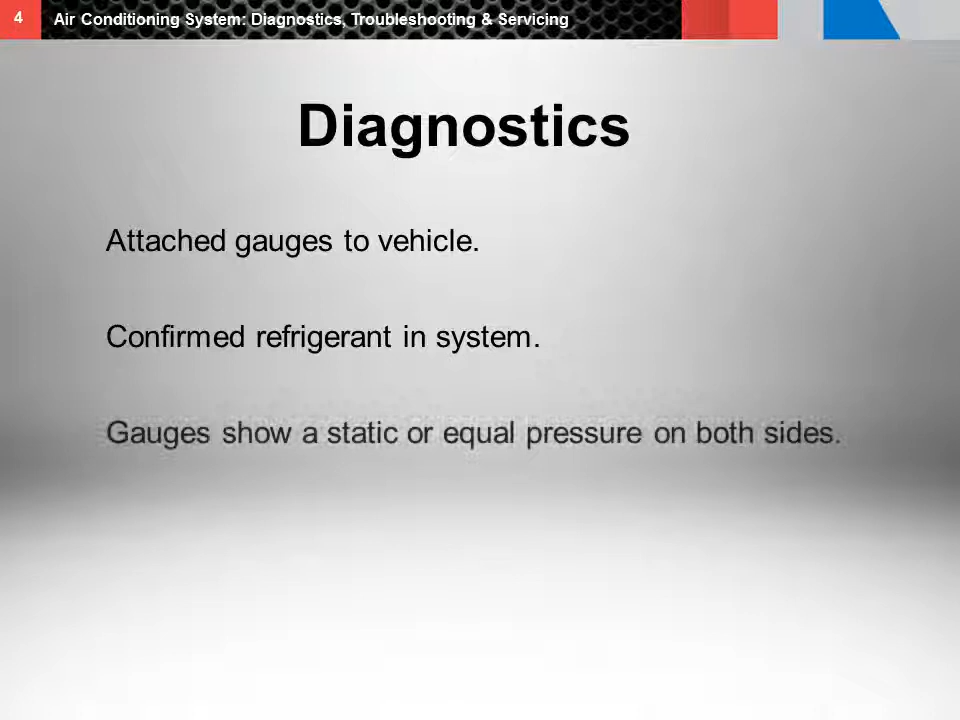 4
Air Conditioning System: Diagnostics, Troubleshooting & Servicing
Diagnostics
Attached gauges to vehicle.
Confirmed refrigerant in system.
Gauges show a static or equal pressure on both sides.